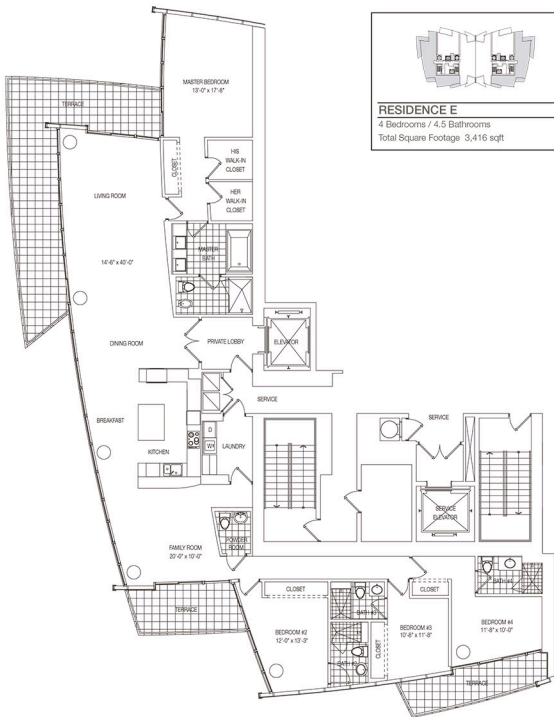 RESIDENCE E
4 Bedrooms / 4.5 Bathrooms
Total Square Footage 3,416 sqft
MASTER BEDROOM
13'-0" x 17'-8"
TERRACE
CLOSET
HIS
WALK-IN
CLOSET
HER
WALK-IN
CLOSET
LIVING ROOM
MASTER
BATH
14'-6" x 40'-0"
DINING ROOM
PRIVATE LOBBY
ELEVATOR
SERVICE
BREAKFAST
KITCHEN
D
W
LAUNDRY
SERVICE
SERVICE
ELEVATOR
POWDER
ROOM
FAMILY ROOM
20'-0" x 10'-0"
TERRACE
CLOSET
BATH #3
CLOSET
BATH #4
BEDROOM #2
12'-0" x 13'-3"
BATH #2
CLOSET
BEDROOM #3
10'-8" x 11'-8"
BEDROOM #4
11'-8" x 10'-0"
TERRACE